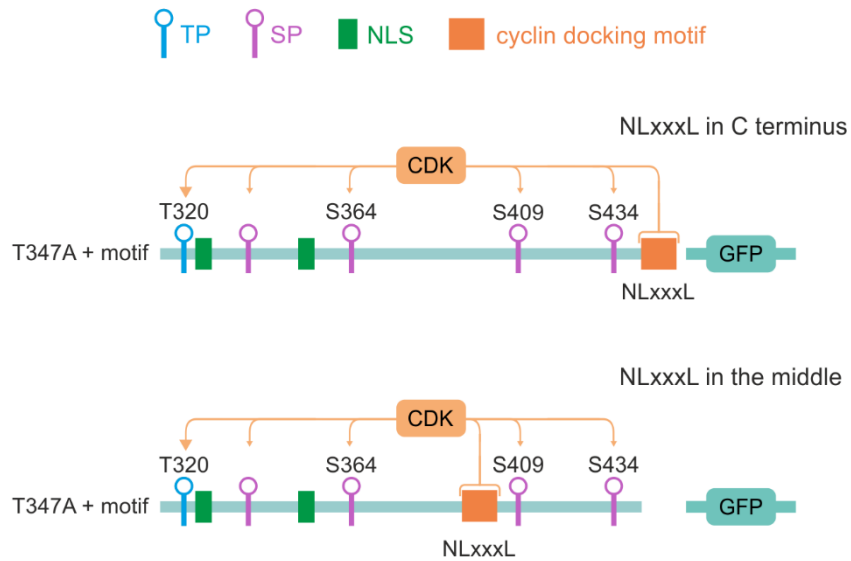 TP SP NLS cyclin docking motif
NLxxxL in C terminus
CDK
T320 S364 S409 S434
T347A + motif GFP
NLxxxL
NLxxxL in the middle
CDK
T320 S364 S409 S434
T347A + motif GFP
NLxxxL